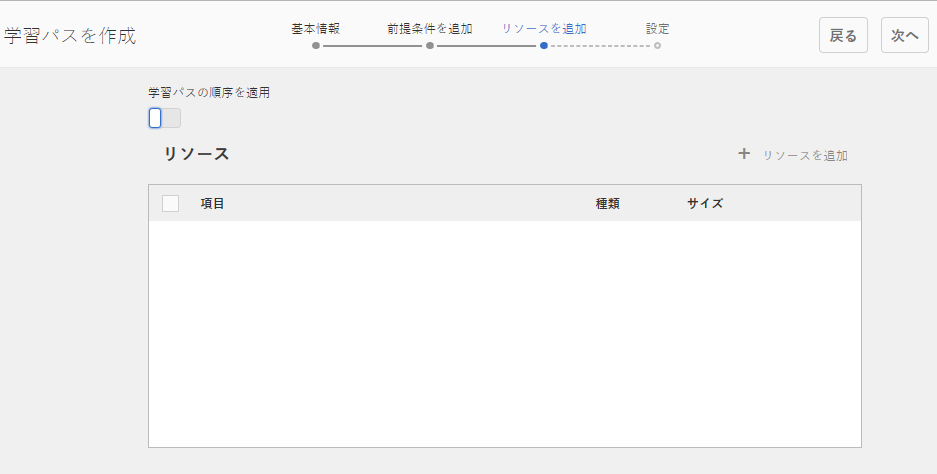 学習パスを作成
基本情報
前提条件を追加
リソースを追加
設定
戻る
次へ
学習パスの順序を適用
リソース
+ リソースを追加
項目 種類 サイズ